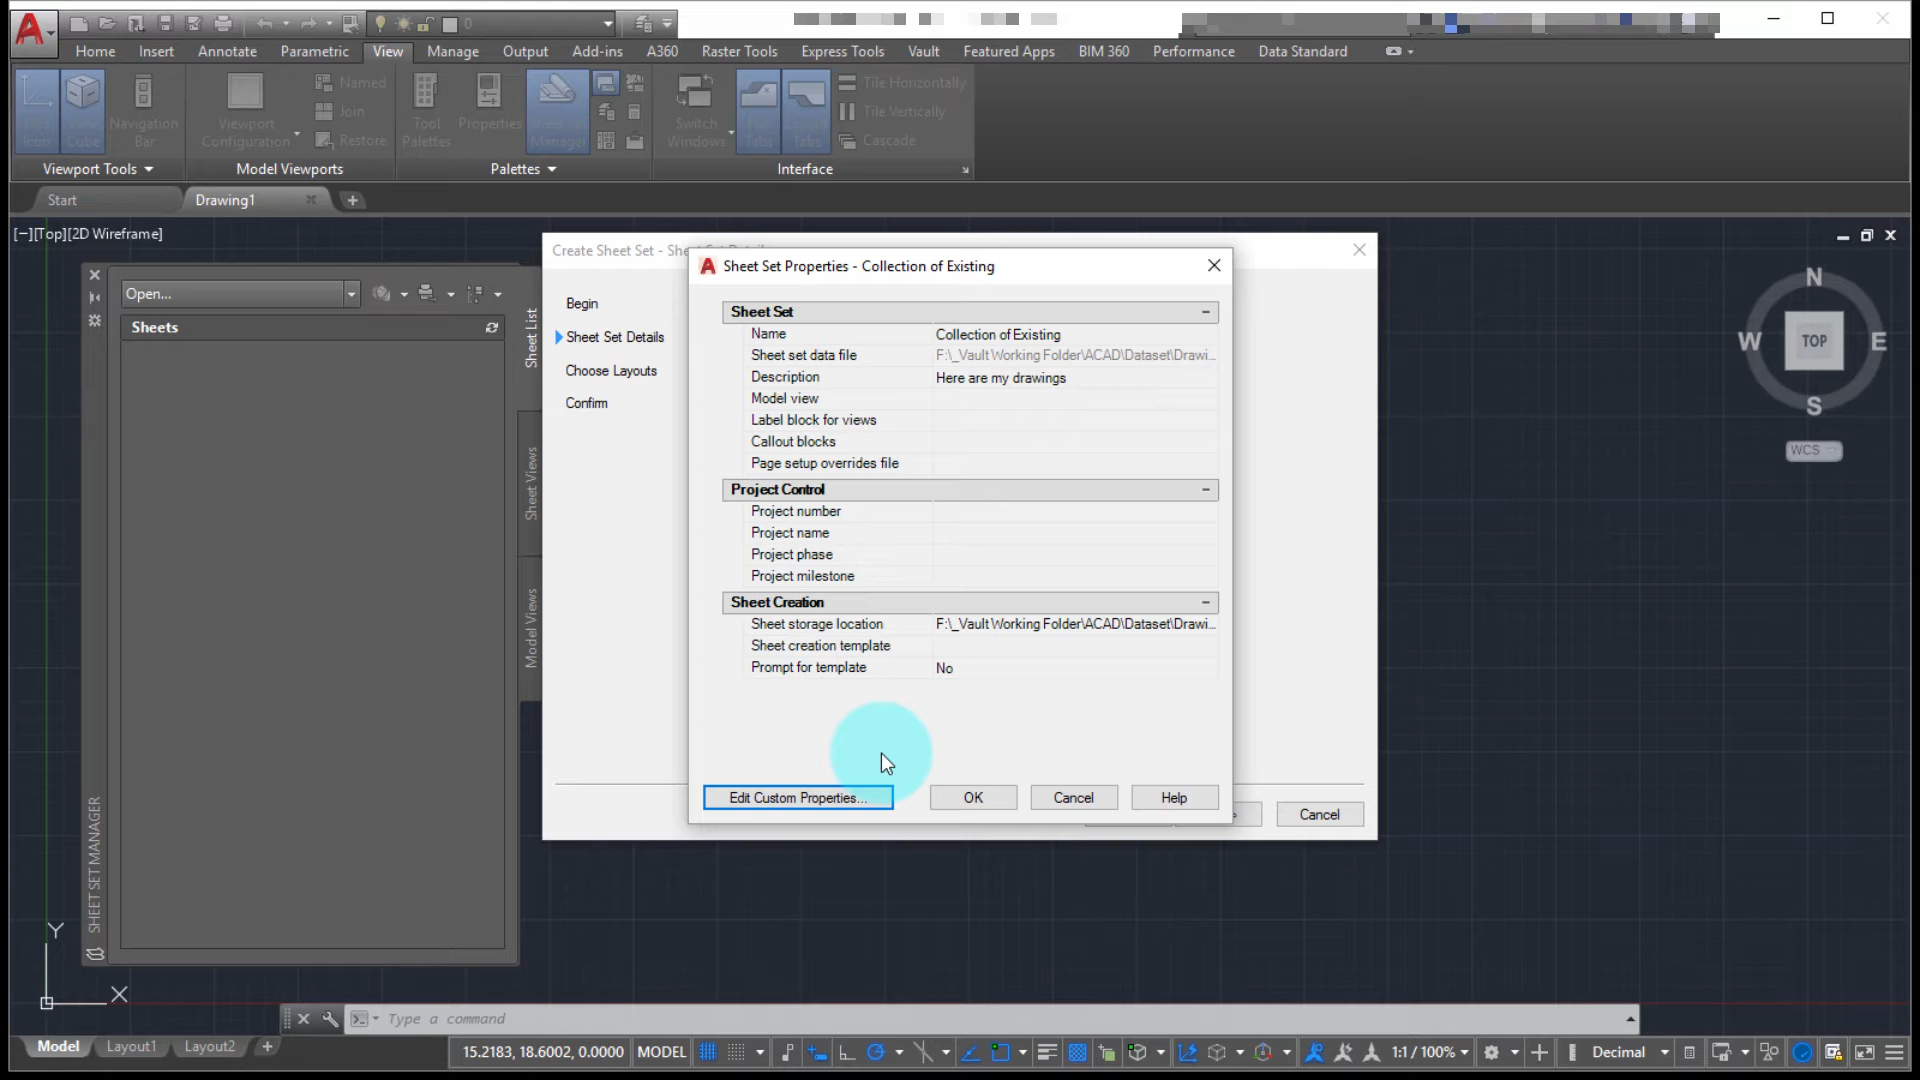 0
Home Insert Annotate Parametric View Manage Output Add-ins A360 Raster Tools Express Tools Vault Featured Apps BIM 360 Performance Data Standard
Navigation Bar
Viewport Configuration
Named
Join
Restore
Tool Palettes
Properties
Switch Windows
Tile Horizontally
Tile Vertically
Cascade
Viewport Tools Model Viewports Palettes Interface
Start Drawing1
[−][Top][2D Wireframe]
Open...
Sheets
Sheet List
Sheet Views
Model Views
SHEET SET MANAGER
Create Sheet Set - Sheet Set Details
Begin
Sheet Set Details
Choose Layouts
Confirm
Cancel
Sheet Set Properties - Collection of Existing
Sheet Set
Name Collection of Existing
Sheet set data file F:\_Vault Working Folder\ACAD\Dataset\Drawi...
Description Here are my drawings
Model view
Label block for views
Callout blocks
Page setup overrides file
Project Control
Project number
Project name
Project phase
Project milestone
Sheet Creation
Sheet storage location F:\_Vault Working Folder\ACAD\Dataset\Drawi...
Sheet creation template
Prompt for template No
Edit Custom Properties... OK Cancel Help
N
W TOP E
S
WCS
Y
X
Type a command
Model Layout1 Layout2 15.2183, 18.6002, 0.0000 MODEL 1:1 / 100% Decimal